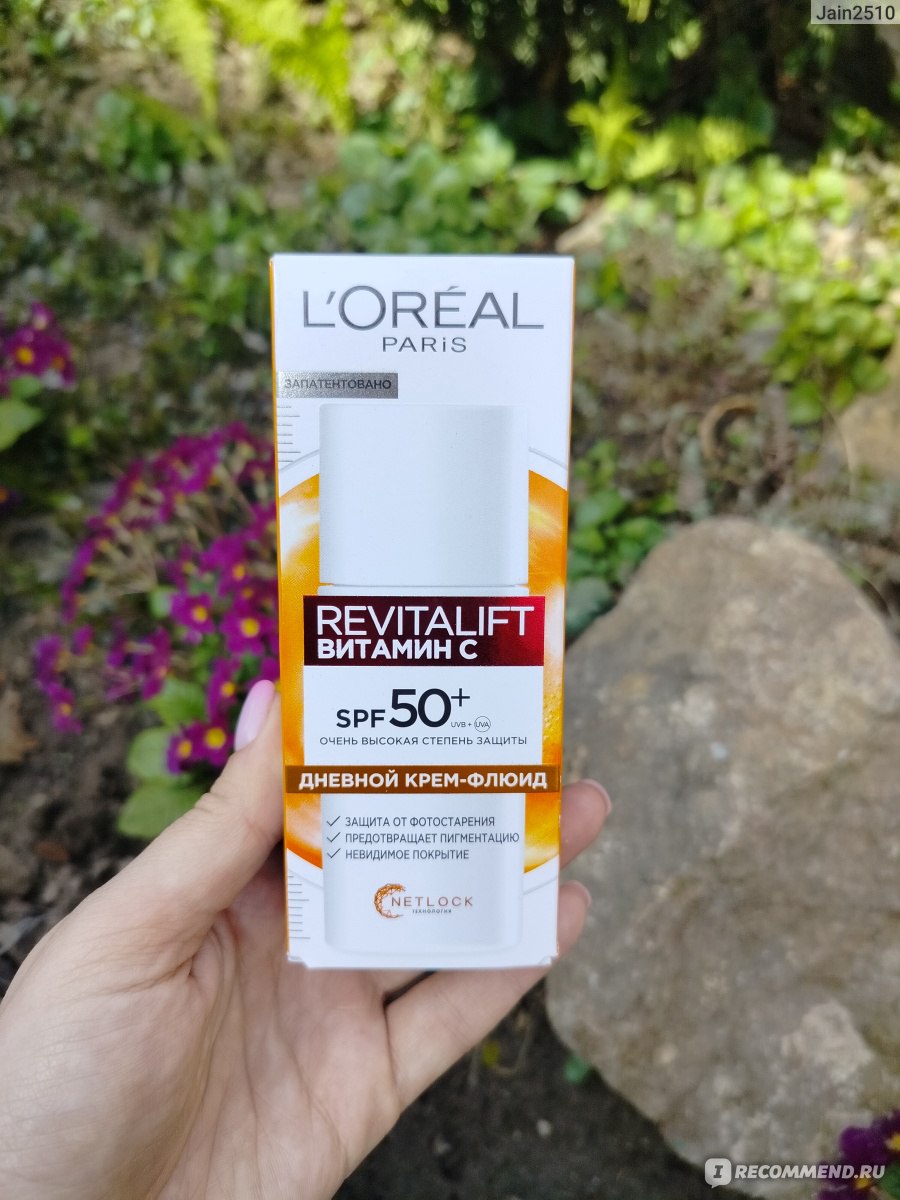 Jain2510
L'ORÉAL
PARiS
ЗАПАТЕНТОВАНО
REVITALIFT
ВИТАМИН С
SPF 50+
UVB + UVA
ОЧЕНЬ ВЫСОКАЯ СТЕПЕНЬ ЗАЩИТЫ
ДНЕВНОЙ КРЕМ-ФЛЮИД
ЗАЩИТА ОТ ФОТОСТАРЕНИЯ
ПРЕДОТВРАЩАЕТ ПИГМЕНТАЦИЮ
НЕВИДИМОЕ ПОКРЫТИЕ
NETLOCK
ТЕХНОЛОГИЯ
IRECOMMEND.RU